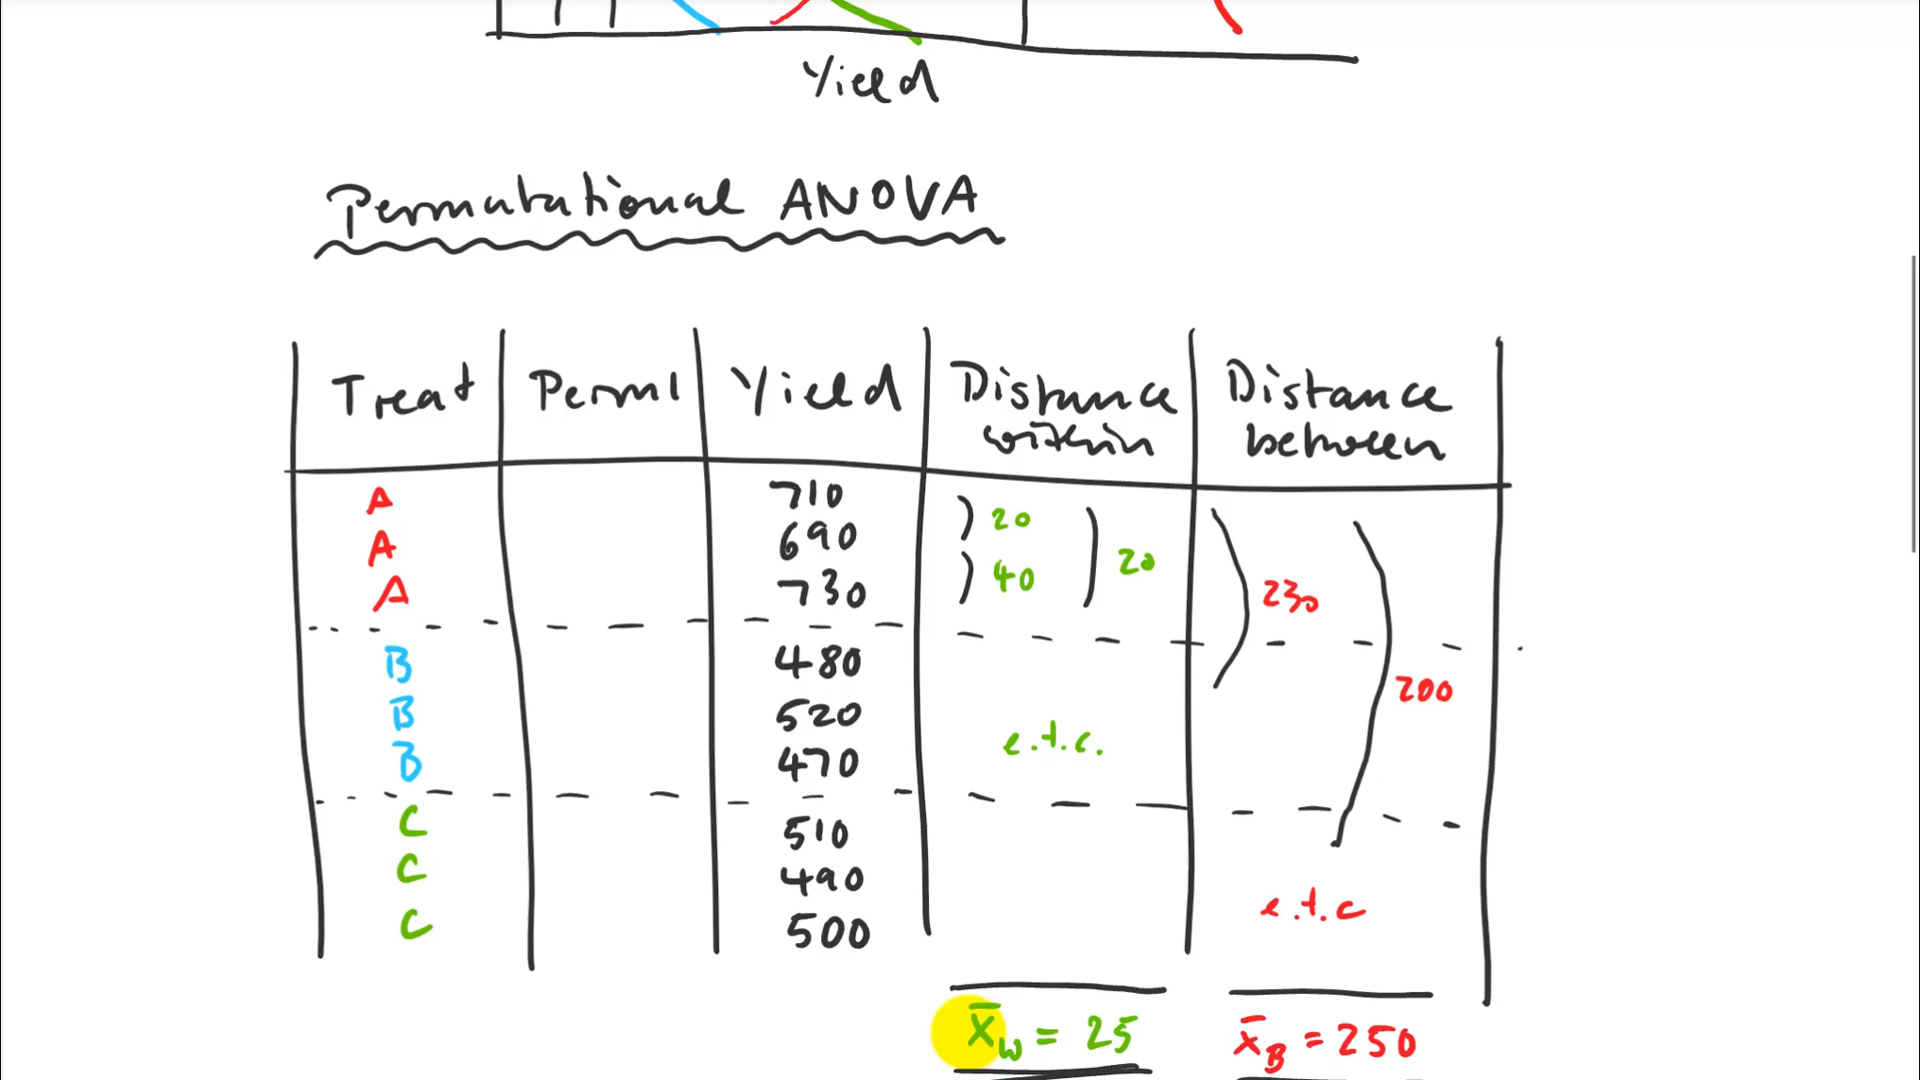 Yield
Permutational ANOVA
Treat Perm1 Yield Distance within Distance between
A 710
20
A 690
230
40 20
A 730
B 480
200
B 520
e.t.c.
B 470
C 510
C 490
e.t.c
C 500
x̄w = 25 x̄B = 250